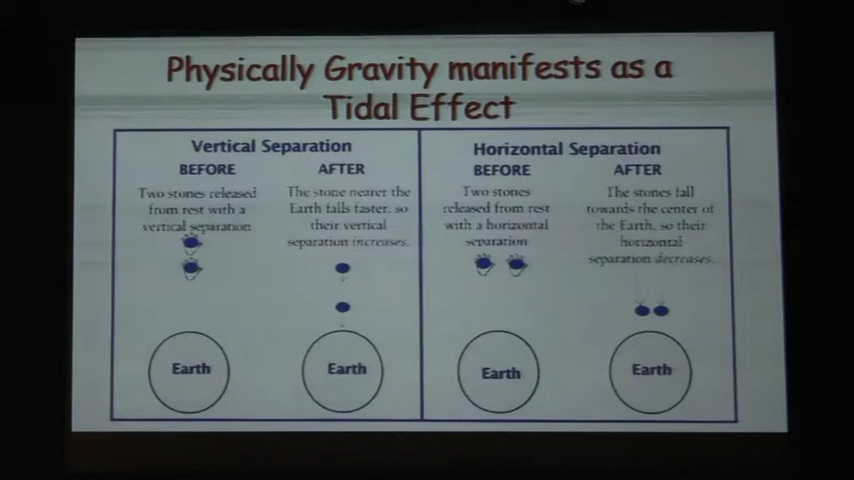 Physically Gravity manifests as a
Tidal Effect
Vertical Separation
BEFORE
Two stones released
from rest with a
vertical separation
Earth
AFTER
The stone nearer the
Earth falls faster, so
their vertical
separation increases.
Earth
Horizontal Separation
BEFORE
Two stones
released from rest
with a horizontal
separation
Earth
AFTER
The stones fall
towards the center of
the Earth, so their
horizontal
separation decreases.
Earth